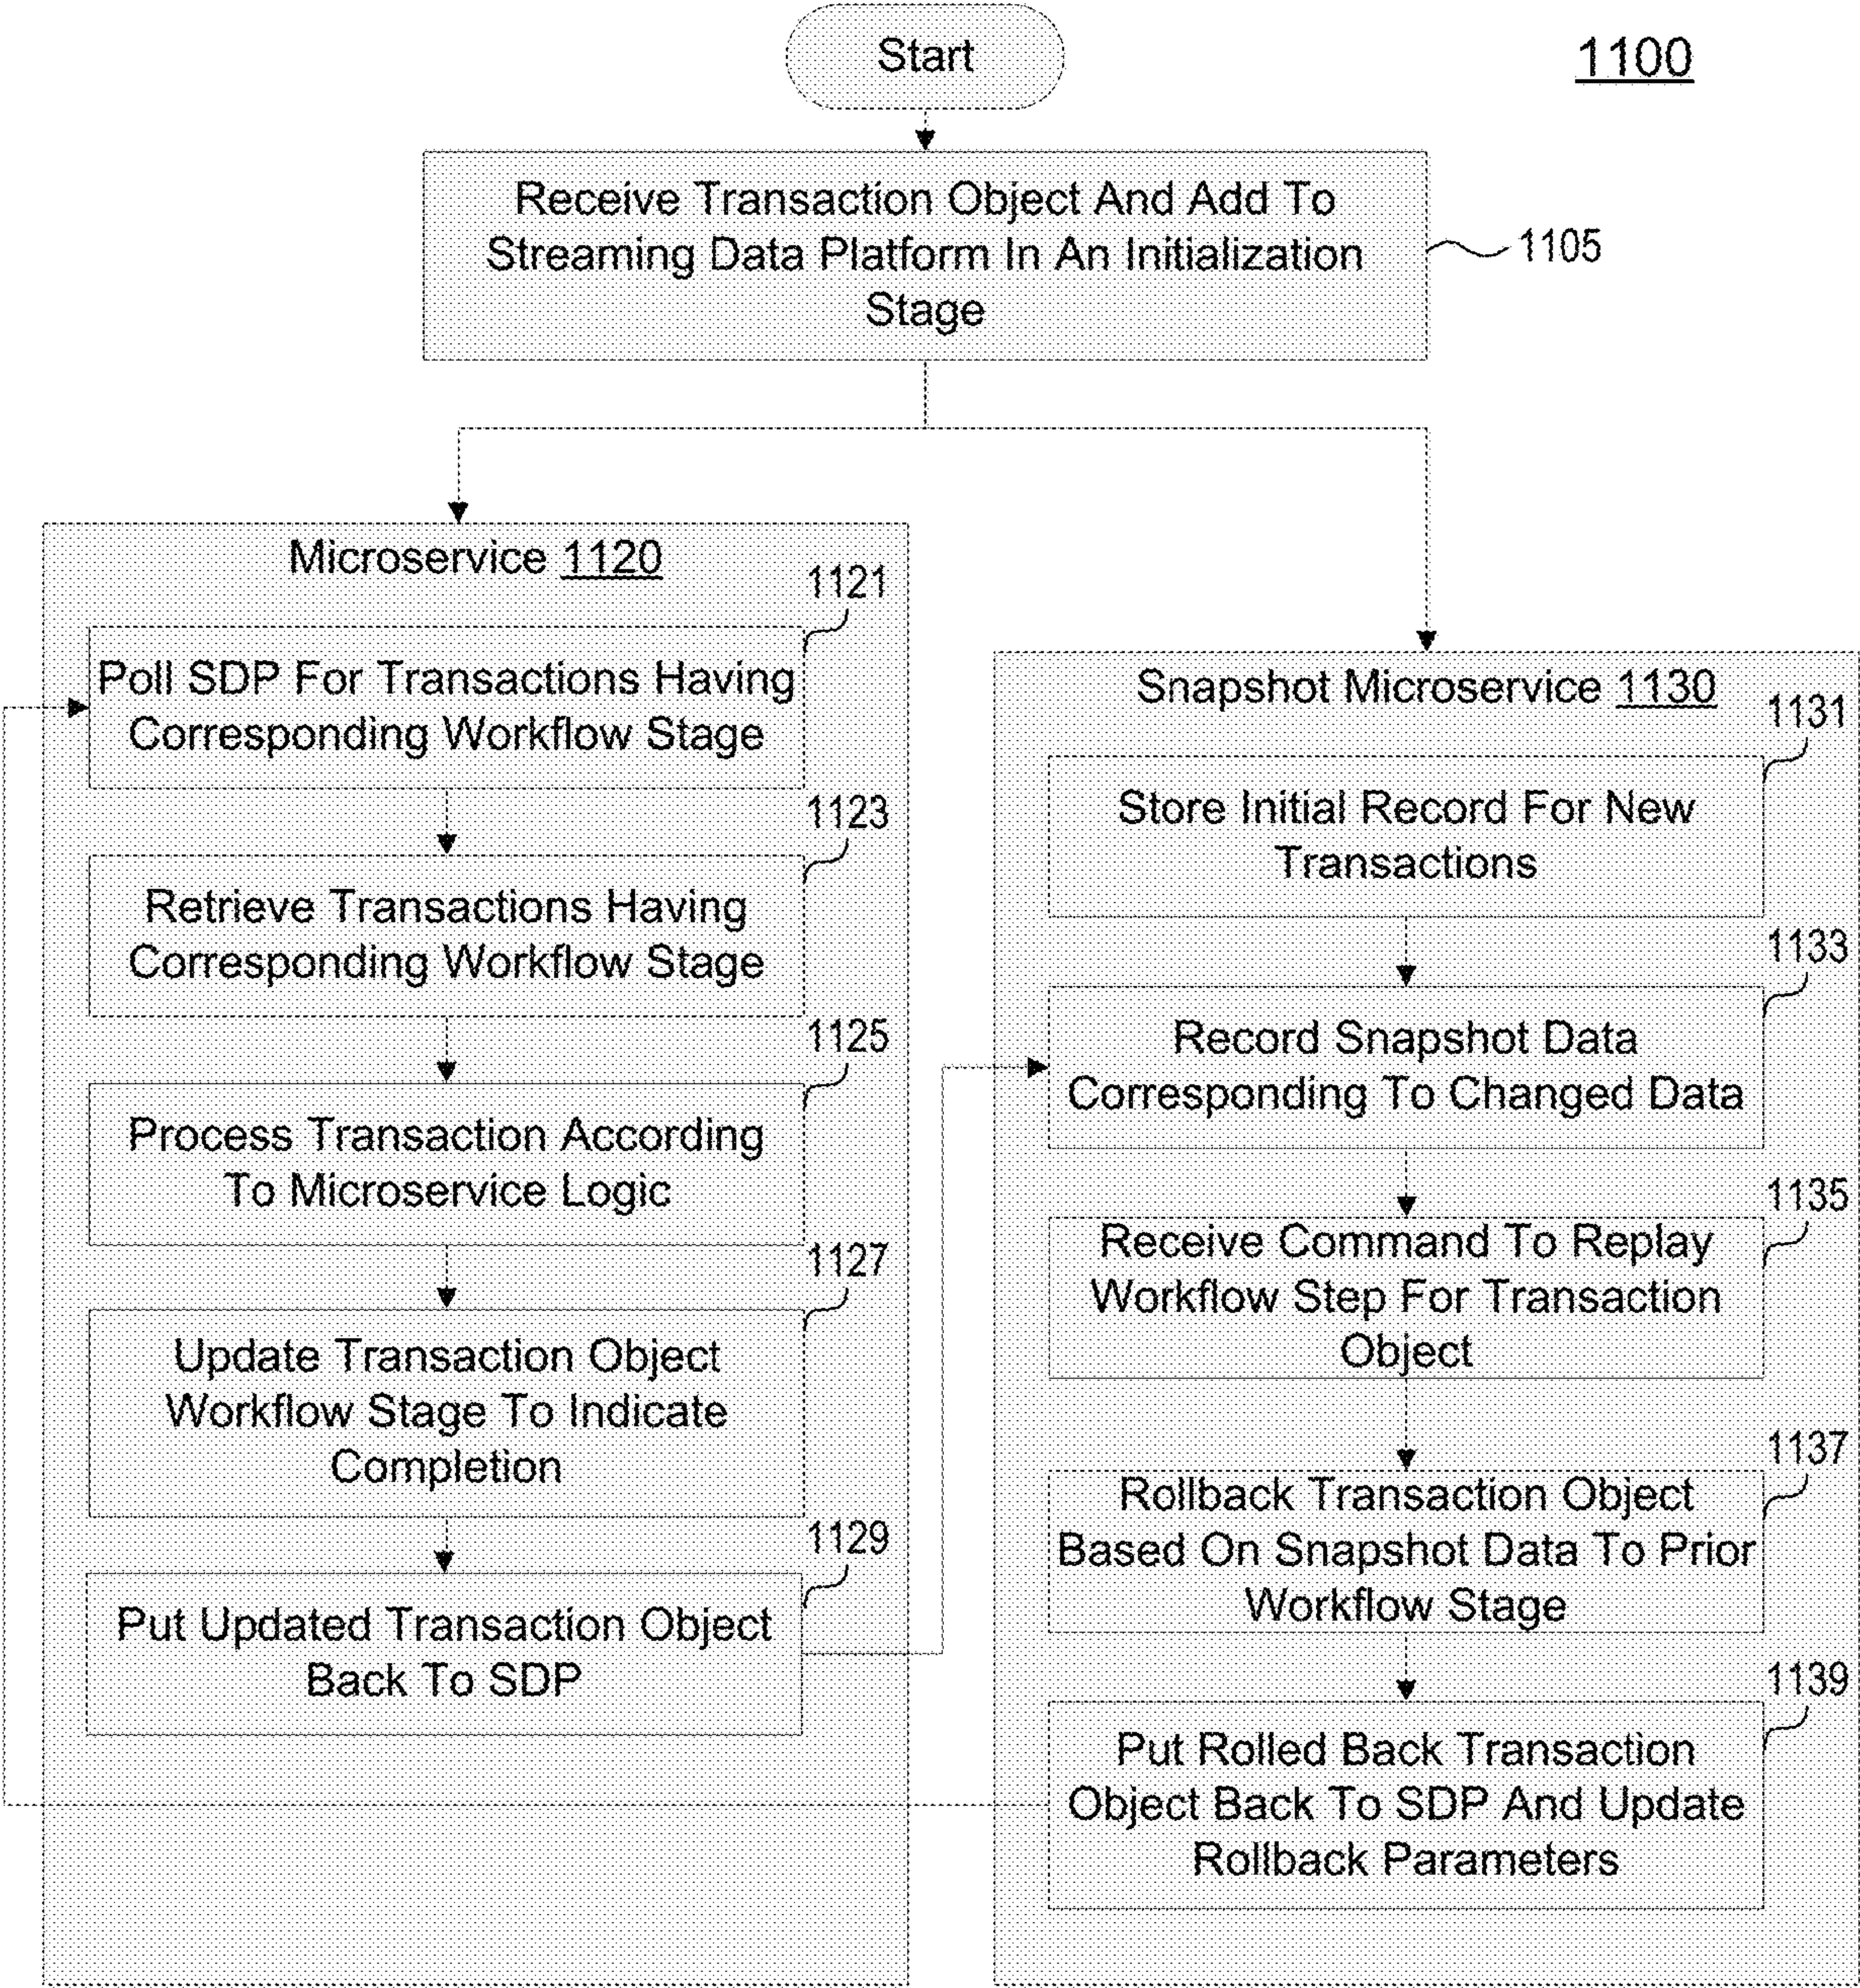 Start
1100
Receive Transaction Object And Add To
Streaming Data Platform In An Initialization
Stage
1105
Microservice 1120
1121
Poll SDP For Transactions Having
Corresponding Workflow Stage
1123
Retrieve Transactions Having
Corresponding Workflow Stage
1125
Process Transaction According
To Microservice Logic
1127
Update Transaction Object
Workflow Stage To Indicate
Completion
1129
Put Updated Transaction Object
Back To SDP
Snapshot Microservice 1130
1131
Store Initial Record For New
Transactions
1133
Record Snapshot Data
Corresponding To Changed Data
1135
Receive Command To Replay
Workflow Step For Transaction
Object
1137
Rollback Transaction Object
Based On Snapshot Data To Prior
Workflow Stage
1139
Put Rolled Back Transaction
Object Back To SDP And Update
Rollback Parameters